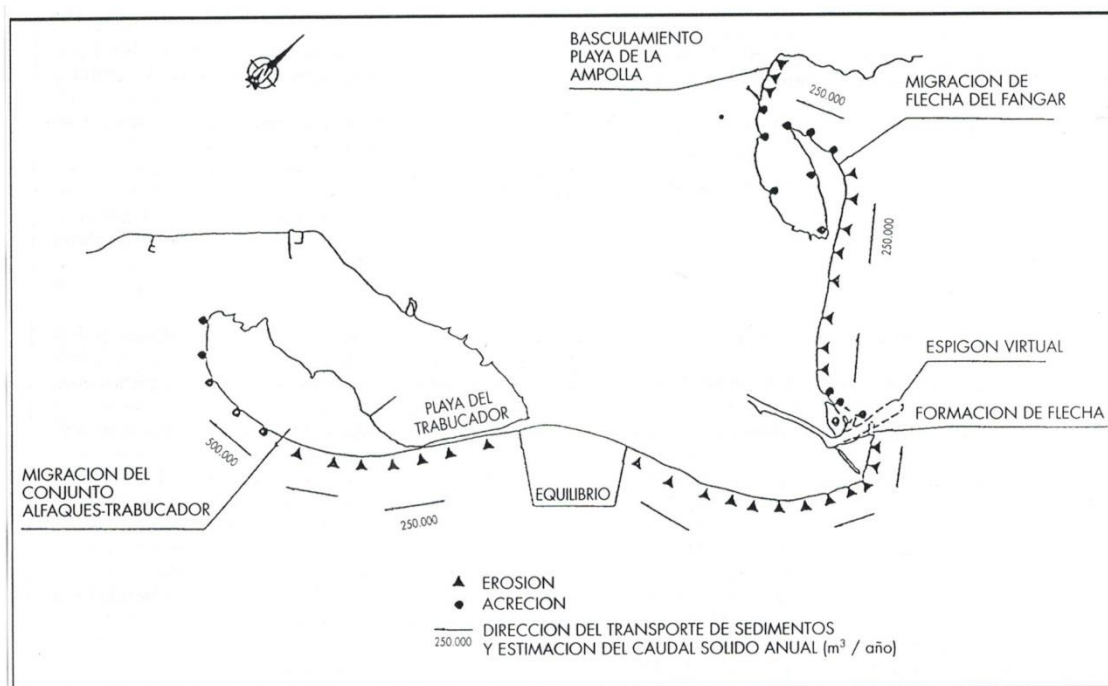 BASCULAMIENTO
PLAYA DE LA
AMPOLLA
250.000
MIGRACION DE
FLECHA DEL FANGAR
250.000
ESPIGON VIRTUAL
FORMACION DE FLECHA
PLAYA DEL
TRABUCADOR
500.000
MIGRACION DEL
CONJUNTO
ALFAQUES-TRABUCADOR
250.000
EQUILIBRIO
EROSION
ACRECION
DIRECCION DEL TRANSPORTE DE SEDIMENTOS
250.000 Y ESTIMACION DEL CAUDAL SOLIDO ANUAL (m³ / año)